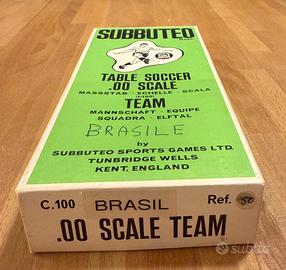 SUBBUTEO
TABLE SOCCER
.00 SCALE
MASSSTAB · ECHELLE · SCALA
TEAM
MANNSCHAFT · EQUIPE
SQUADRA · ELFTAL
BRASILE
by
SUBBUTEO SPORTS GAMES LTD.
TUNBRIDGE WELLS
KENT, ENGLAND
C.100 BRASIL Ref. 50
.00 SCALE TEAM
subito